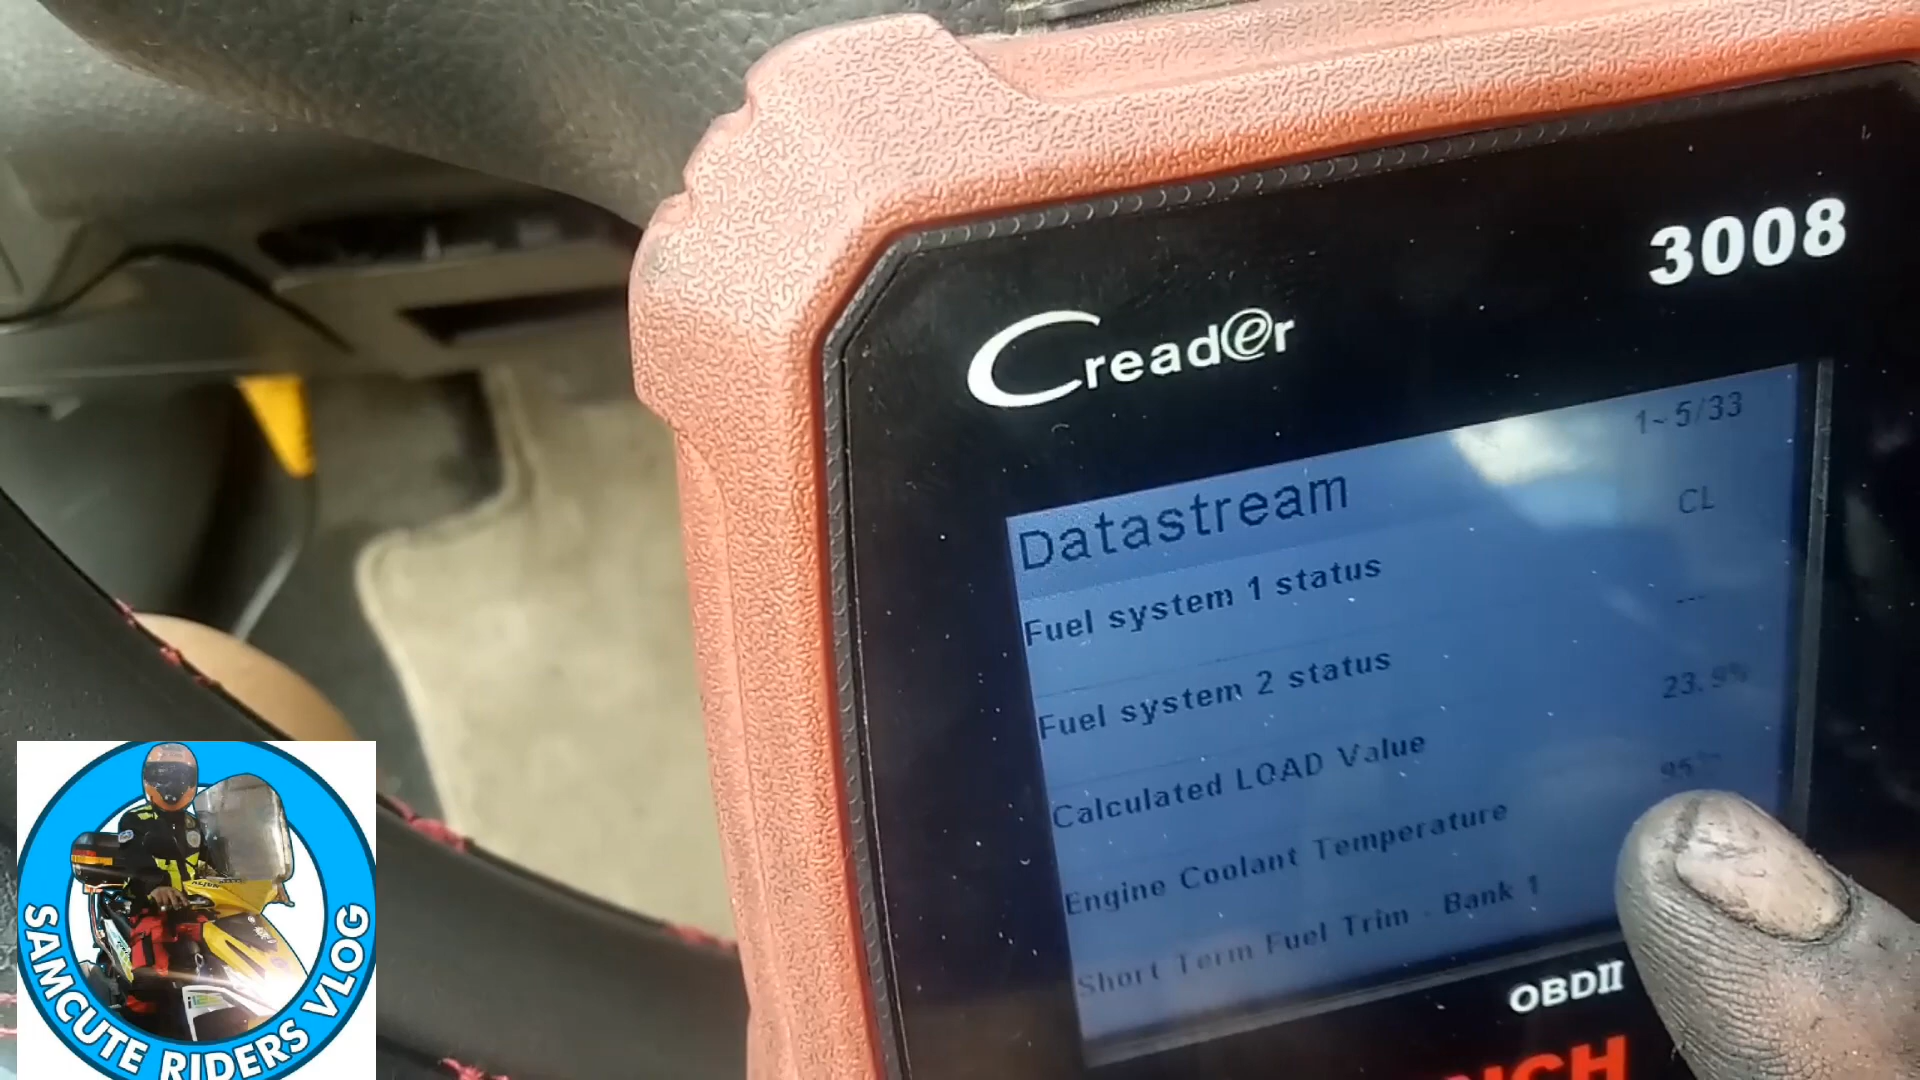 3008
Creader
Datastream 1~5/33
Fuel system 1 status CL
Fuel system 2 status ---
Calculated LOAD Value 23.9%
Engine Coolant Temperature
Short Term Fuel Trim - Bank 1
OBDII
SAMCUTE RIDERS VLOG